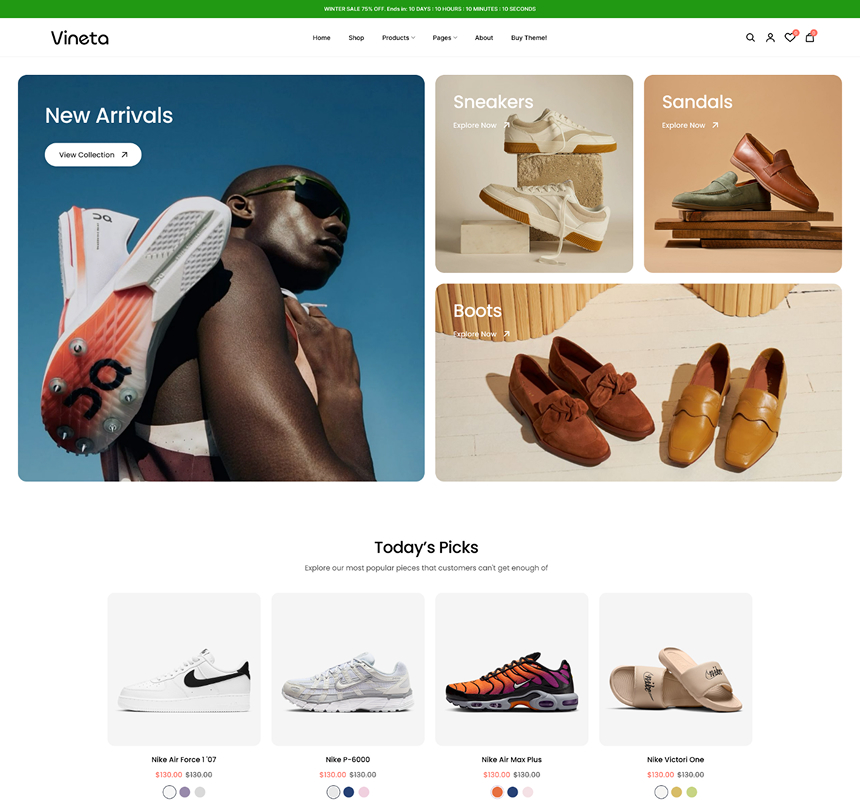 WINTER SALE 75% OFF. Ends in: 10 DAYS : 10 HOURS : 10 MINUTES : 10 SECONDS
Vineta
Home Shop Products Pages About Buy Theme!
New Arrivals
View Collection
Sneakers
Explore Now
Sandals
Explore Now
Boots
Explore Now
Today's Picks
Explore our most popular pieces that customers can't get enough of
Nike Air Force 1 '07
$130.00 $130.00
Nike P-6000
$130.00 $130.00
Nike Air Max Plus
$130.00 $130.00
Nike Victori One
$130.00 $130.00